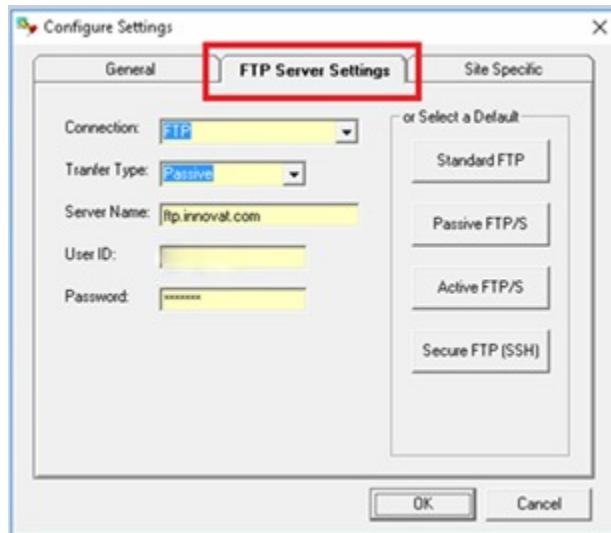 Configure Settings
General
FTP Server Settings
Site Specific
Connection:
FTP
Tranfer Type:
Passive
Server Name:
ftp.innovat.com
User ID:
Password:
*******
or Select a Default
Standard FTP
Passive FTP/S
Active FTP/S
Secure FTP (SSH)
OK
Cancel